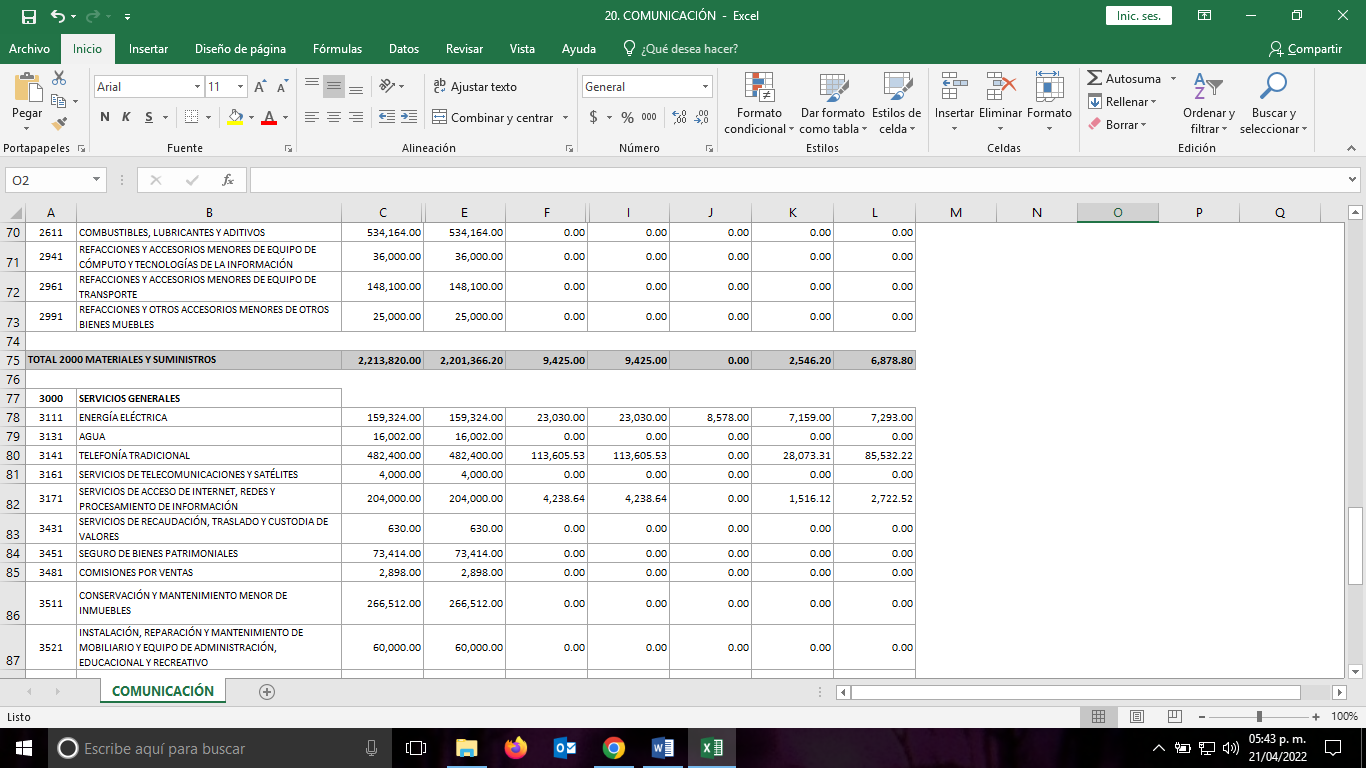 20. COMUNICACIÓN - Excel
Inic. ses.
Archivo Inicio Insertar Diseño de página Fórmulas Datos Revisar Vista Ayuda ¿Qué desea hacer? Compartir
Pegar
Portapapeles
Arial 11
N K S
Fuente
Ajustar texto
Combinar y centrar
Alineación
General
$ % 000
Número
Formato condicional
Dar formato como tabla
Estilos de celda
Estilos
Insertar Eliminar Formato
Celdas
Autosuma
Rellenar
Borrar
Ordenar y filtrar
Buscar y seleccionar
Edición
O2 fx
A B C E F I J K L M N O P Q
70 2611 COMBUSTIBLES, LUBRICANTES Y ADITIVOS 534,164.00 534,164.00 0.00 0.00 0.00 0.00 0.00
71 2941 REFACCIONES Y ACCESORIOS MENORES DE EQUIPO DE
CÓMPUTO Y TECNOLOGÍAS DE LA INFORMACIÓN 36,000.00 36,000.00 0.00 0.00 0.00 0.00 0.00
72 2961 REFACCIONES Y ACCESORIOS MENORES DE EQUIPO DE
TRANSPORTE 148,100.00 148,100.00 0.00 0.00 0.00 0.00 0.00
73 2991 REFACCIONES Y OTROS ACCESORIOS MENORES DE OTROS
BIENES MUEBLES 25,000.00 25,000.00 0.00 0.00 0.00 0.00 0.00
74
75 TOTAL 2000 MATERIALES Y SUMINISTROS 2,213,820.00 2,201,366.20 9,425.00 9,425.00 0.00 2,546.20 6,878.80
76
77 3000 SERVICIOS GENERALES
78 3111 ENERGÍA ELÉCTRICA 159,324.00 159,324.00 23,030.00 23,030.00 8,578.00 7,159.00 7,293.00
79 3131 AGUA 16,002.00 16,002.00 0.00 0.00 0.00 0.00 0.00
80 3141 TELEFONÍA TRADICIONAL 482,400.00 482,400.00 113,605.53 113,605.53 0.00 28,073.31 85,532.22
81 3161 SERVICIOS DE TELECOMUNICACIONES Y SATÉLITES 4,000.00 4,000.00 0.00 0.00 0.00 0.00 0.00
82 3171 SERVICIOS DE ACCESO DE INTERNET, REDES Y
PROCESAMIENTO DE INFORMACIÓN 204,000.00 204,000.00 4,238.64 4,238.64 0.00 1,516.12 2,722.52
83 3431 SERVICIOS DE RECAUDACIÓN, TRASLADO Y CUSTODIA DE
VALORES 630.00 630.00 0.00 0.00 0.00 0.00 0.00
84 3451 SEGURO DE BIENES PATRIMONIALES 73,414.00 73,414.00 0.00 0.00 0.00 0.00 0.00
85 3481 COMISIONES POR VENTAS 2,898.00 2,898.00 0.00 0.00 0.00 0.00 0.00
86 3511 CONSERVACIÓN Y MANTENIMIENTO MENOR DE
INMUEBLES 266,512.00 266,512.00 0.00 0.00 0.00 0.00 0.00
87 3521 INSTALACIÓN, REPARACIÓN Y MANTENIMIENTO DE
MOBILIARIO Y EQUIPO DE ADMINISTRACIÓN,
EDUCACIONAL Y RECREATIVO 60,000.00 60,000.00 0.00 0.00 0.00 0.00 0.00
COMUNICACIÓN
Listo 100%
Escribe aquí para buscar
05:43 p. m.
21/04/2022